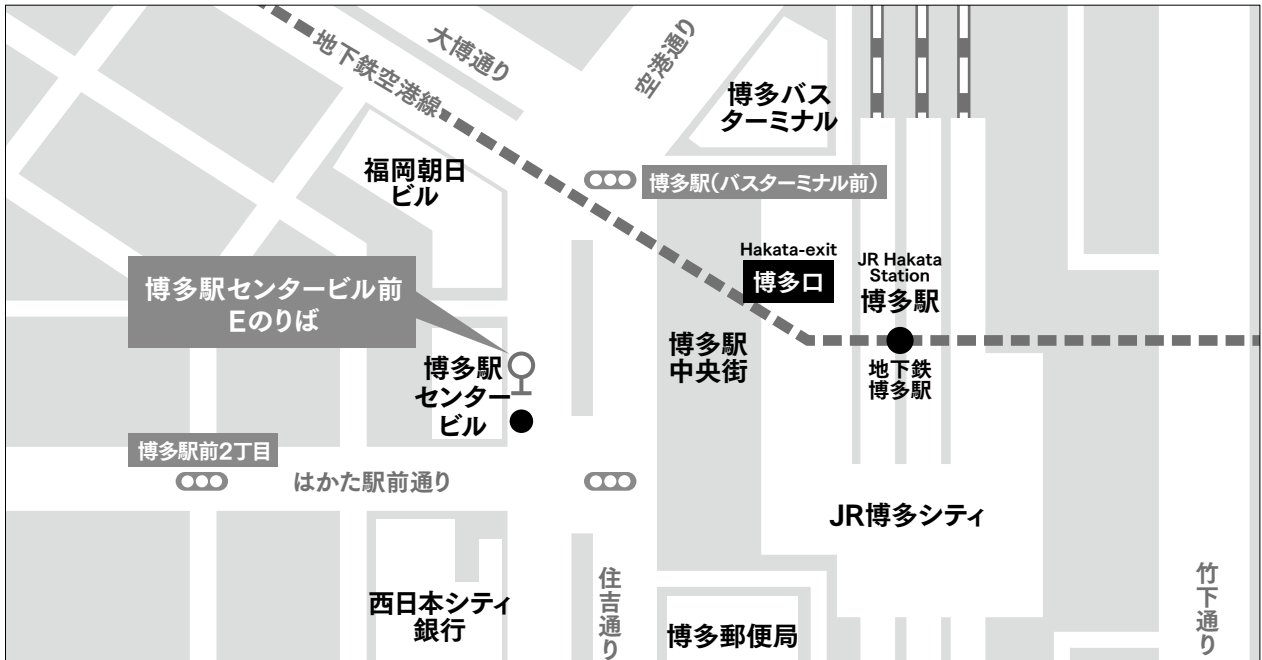 大博通り
地下鉄空港線
空港通り
博多バス
ターミナル
福岡朝日
ビル
博多駅(バスターミナル前)
Hakata-exit
博多口
JR Hakata
Station
博多駅
博多駅センタービル前
Eのりば
博多駅
中央街
地下鉄
博多駅
博多駅
センター
ビル
博多駅前2丁目
はかた駅前通り
JR博多シティ
西日本シティ
銀行
住吉通り
博多郵便局
竹下通り